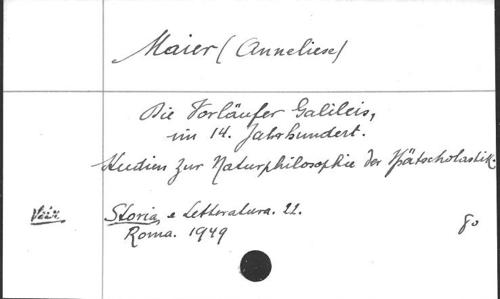 Maier (Anneliese)
Die Vorläufer Galileis,
im 14. Jahrhundert.
Studien zur Naturphilosophie der Spätscholastik.
Voir. Storia e Letteratura. 22. 8o
Roma. 1949